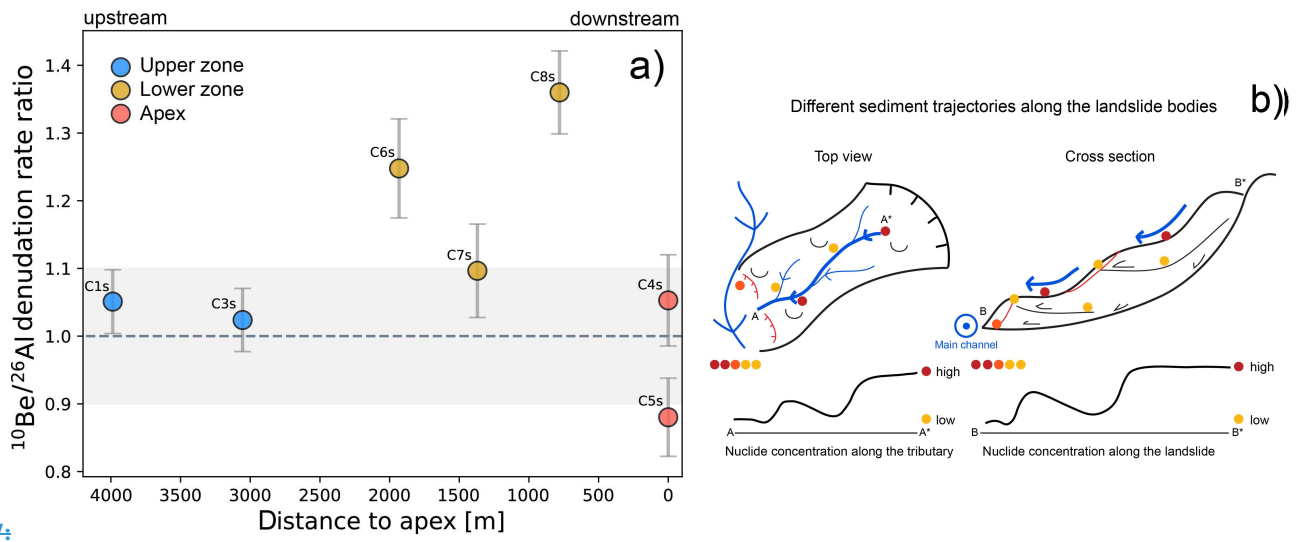 upstream
downstream
a)
Upper zone
Lower zone
Apex
1.4
1.3
1.2
1.1
1.0
0.9
0.8
C1s
C3s
C6s
C7s
C8s
C4s
C5s
4000 3500 3000 2500 2000 1500 1000 500 0
Distance to apex [m]
¹⁰Be/²⁶Al denudation rate ratio
b))
Different sediment trajectories along the landslide bodies
Top view
Cross section
A*
A
B*
B
Main channel
high
low
A A*
Nuclide concentration along the tributary
high
low
B B*
Nuclide concentration along the landslide